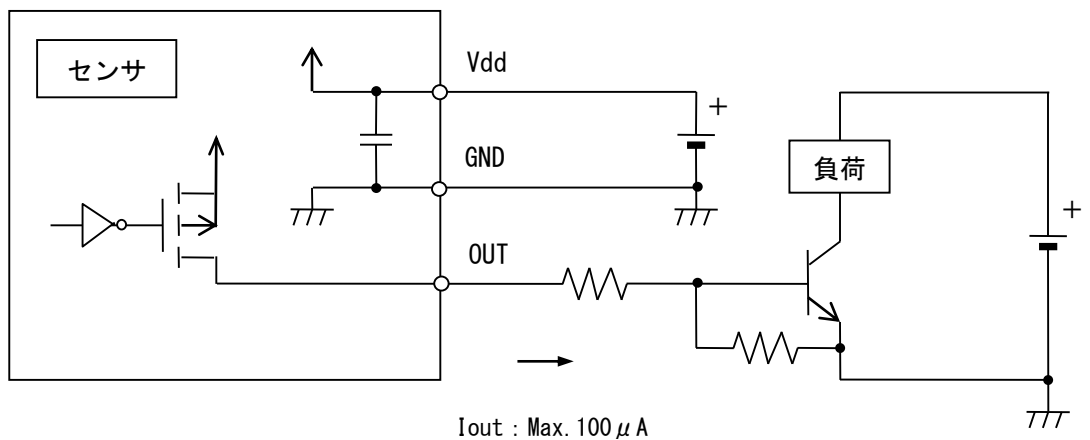 センサ
Vdd
+
GND
負荷
+
OUT
Iout : Max. 100μA